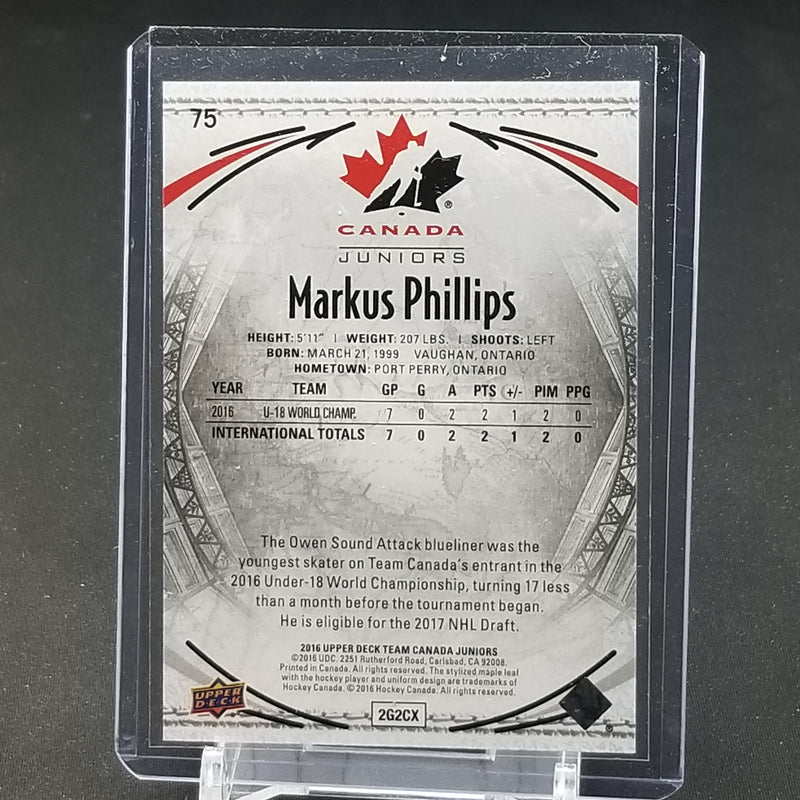 75
®
CANADA
JUNIORS
Markus Phillips
HEIGHT: 5'11" | WEIGHT: 207 LBS. | SHOOTS: LEFT
BORN: MARCH 21, 1999 VAUGHAN, ONTARIO
HOMETOWN: PORT PERRY, ONTARIO
YEAR TEAM GP G A PTS +/- PIM PPG
2016 U-18 WORLD CHAMP. 7 0 2 2 1 2 0
INTERNATIONAL TOTALS 7 0 2 2 1 2 0
The Owen Sound Attack blueliner was the
youngest skater on Team Canada's entrant in the
2016 Under-18 World Championship, turning 17 less
than a month before the tournament began.
He is eligible for the 2017 NHL Draft.
2016 UPPER DECK TEAM CANADA JUNIORS
©2016 UDC. 2251 Rutherford Road, Carlsbad, CA 92008.
Printed in Canada. All rights reserved. The stylized maple leaf
with the hockey player and uniform design are trademarks of
Hockey Canada. © 2016 Hockey Canada. All rights reserved.
UPPER
DECK
2G2CX
®